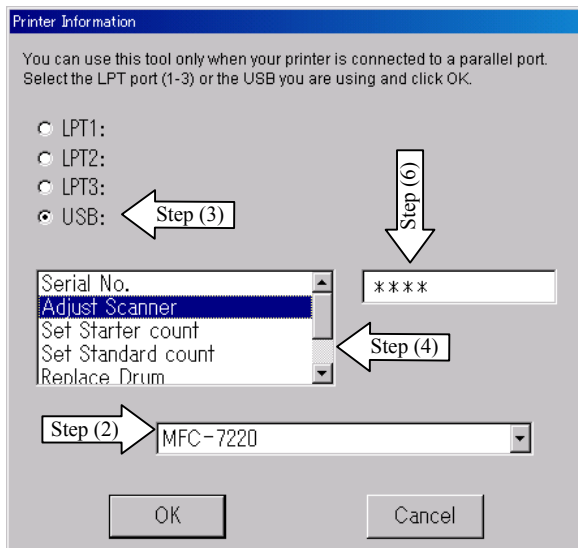 Printer Information
You can use this tool only when your printer is connected to a parallel port.
Select the LPT port (1-3) or the USB you are using and click OK.
LPT1:
LPT2:
LPT3:
USB:
Step (3)
Step (6)
Serial No.
Adjust Scanner
Set Starter count
Set Standard count
Replace Drum
****
Step (4)
Step (2)
MFC-7220
OK
Cancel